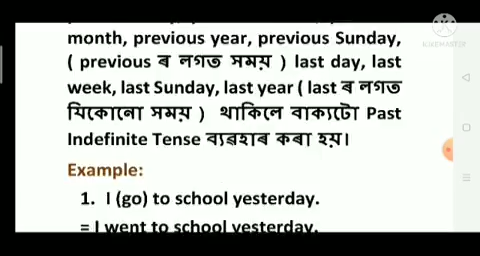 month, previous year, previous Sunday,
( previous ৰ লগত সময় ) last day, last
week, last Sunday, last year ( last ৰ লগত
যিকোনো সময় ) থাকিলে বাক্যটো Past
Indefinite Tense ব্যৱহাৰ কৰা হয়।
Example:
1. I (go) to school yesterday.
= I went to school yesterday.
KINEMASTER